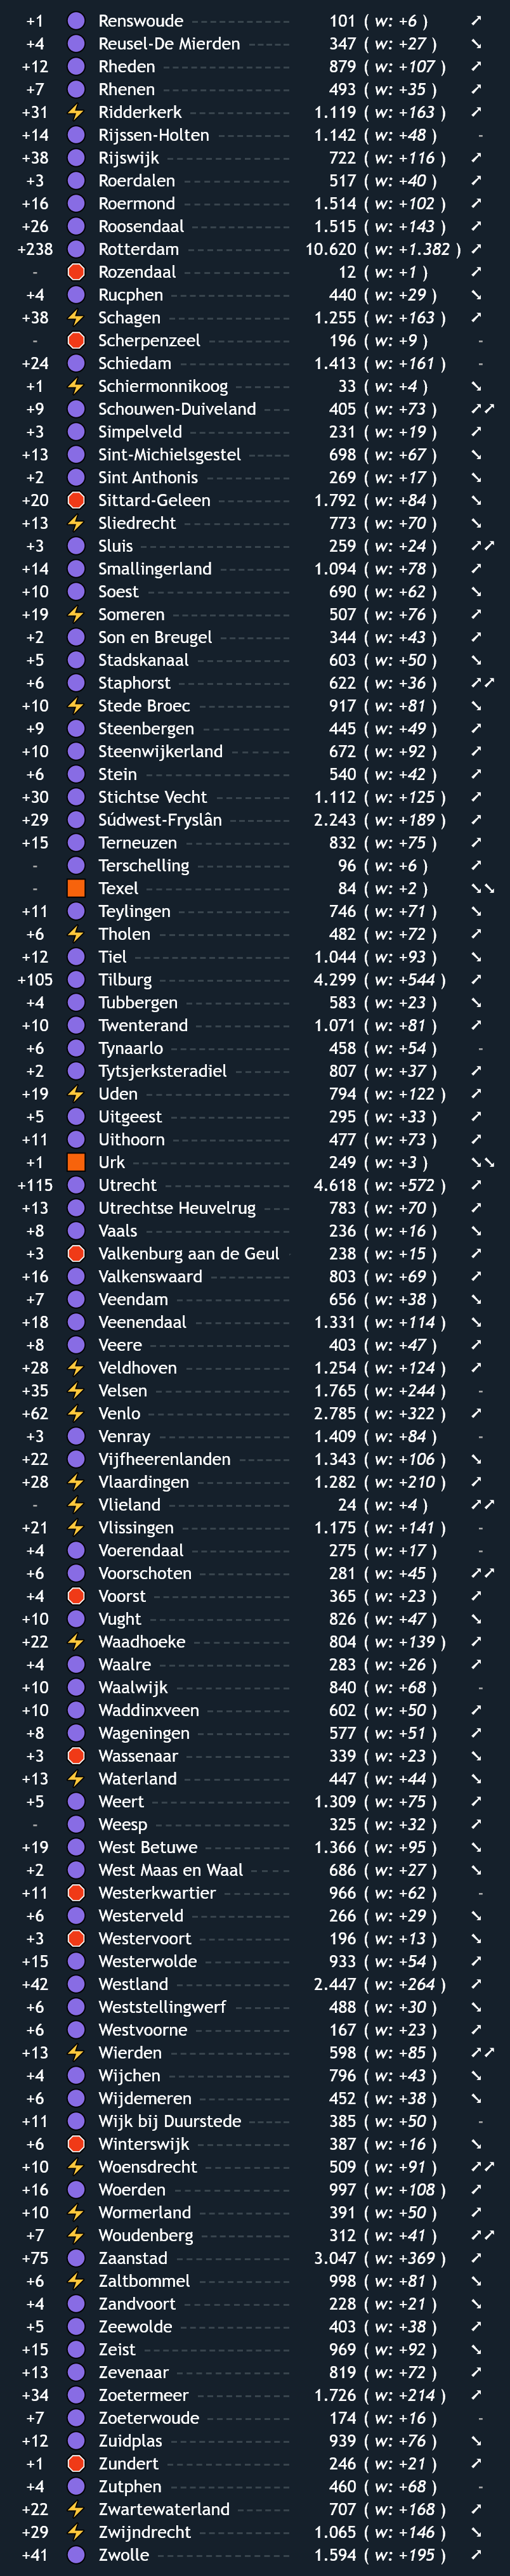 +1 Renswoude 101 ( w: +6 )
+4 Reusel-De Mierden 347 ( w: +27 )
+12 Rheden 879 ( w: +107 )
+7 Rhenen 493 ( w: +35 )
+31 Ridderkerk 1.119 ( w: +163 )
+14 Rijssen-Holten 1.142 ( w: +48 ) -
+38 Rijswijk 722 ( w: +116 )
+3 Roerdalen 517 ( w: +40 )
+16 Roermond 1.514 ( w: +102 )
+26 Roosendaal 1.515 ( w: +143 )
+238 Rotterdam 10.620 ( w: +1.382 )
- Rozendaal 12 ( w: +1 )
+4 Rucphen 440 ( w: +29 )
+38 Schagen 1.255 ( w: +163 )
- Scherpenzeel 196 ( w: +9 ) -
+24 Schiedam 1.413 ( w: +161 ) -
+1 Schiermonnikoog 33 ( w: +4 )
+9 Schouwen-Duiveland 405 ( w: +73 )
+3 Simpelveld 231 ( w: +19 )
+13 Sint-Michielsgestel 698 ( w: +67 )
+2 Sint Anthonis 269 ( w: +17 )
+20 Sittard-Geleen 1.792 ( w: +84 )
+13 Sliedrecht 773 ( w: +70 )
+3 Sluis 259 ( w: +24 )
+14 Smallingerland 1.094 ( w: +78 )
+10 Soest 690 ( w: +62 )
+19 Someren 507 ( w: +76 )
+2 Son en Breugel 344 ( w: +43 )
+5 Stadskanaal 603 ( w: +50 )
+6 Staphorst 622 ( w: +36 )
+10 Stede Broec 917 ( w: +81 )
+9 Steenbergen 445 ( w: +49 )
+10 Steenwijkerland 672 ( w: +92 )
+6 Stein 540 ( w: +42 )
+30 Stichtse Vecht 1.112 ( w: +125 )
+29 Súdwest-Fryslân 2.243 ( w: +189 )
+15 Terneuzen 832 ( w: +75 )
- Terschelling 96 ( w: +6 )
- Texel 84 ( w: +2 )
+11 Teylingen 746 ( w: +71 )
+6 Tholen 482 ( w: +72 )
+12 Tiel 1.044 ( w: +93 )
+105 Tilburg 4.299 ( w: +544 )
+4 Tubbergen 583 ( w: +23 )
+10 Twenterand 1.071 ( w: +81 )
+6 Tynaarlo 458 ( w: +54 ) -
+2 Tytsjerksteradiel 807 ( w: +37 )
+19 Uden 794 ( w: +122 )
+5 Uitgeest 295 ( w: +33 )
+11 Uithoorn 477 ( w: +73 )
+1 Urk 249 ( w: +3 )
+115 Utrecht 4.618 ( w: +572 )
+13 Utrechtse Heuvelrug 783 ( w: +70 )
+8 Vaals 236 ( w: +16 )
+3 Valkenburg aan de Geul 238 ( w: +15 )
+16 Valkenswaard 803 ( w: +69 )
+7 Veendam 656 ( w: +38 )
+18 Veenendaal 1.331 ( w: +114 )
+8 Veere 403 ( w: +47 )
+28 Veldhoven 1.254 ( w: +124 )
+35 Velsen 1.765 ( w: +244 ) -
+62 Venlo 2.785 ( w: +322 )
+3 Venray 1.409 ( w: +84 ) -
+22 Vijfheerenlanden 1.343 ( w: +106 )
+28 Vlaardingen 1.282 ( w: +210 )
- Vlieland 24 ( w: +4 )
+21 Vlissingen 1.175 ( w: +141 ) -
+4 Voerendaal 275 ( w: +17 ) -
+6 Voorschoten 281 ( w: +45 )
+4 Voorst 365 ( w: +23 )
+10 Vught 826 ( w: +47 )
+22 Waadhoeke 804 ( w: +139 )
+4 Waalre 283 ( w: +26 )
+10 Waalwijk 840 ( w: +68 ) -
+10 Waddinxveen 602 ( w: +50 )
+8 Wageningen 577 ( w: +51 )
+3 Wassenaar 339 ( w: +23 )
+13 Waterland 447 ( w: +44 )
+5 Weert 1.309 ( w: +75 )
- Weesp 325 ( w: +32 )
+19 West Betuwe 1.366 ( w: +95 )
+2 West Maas en Waal 686 ( w: +27 )
+11 Westerkwartier 966 ( w: +62 ) -
+6 Westerveld 266 ( w: +29 )
+3 Westervoort 196 ( w: +13 )
+15 Westerwolde 933 ( w: +54 )
+42 Westland 2.447 ( w: +264 )
+6 Weststellingwerf 488 ( w: +30 )
+6 Westvoorne 167 ( w: +23 )
+13 Wierden 598 ( w: +85 )
+4 Wijchen 796 ( w: +43 )
+6 Wijdemeren 452 ( w: +38 )
+11 Wijk bij Duurstede 385 ( w: +50 ) -
+6 Winterswijk 387 ( w: +16 )
+10 Woensdrecht 509 ( w: +91 )
+16 Woerden 997 ( w: +108 )
+10 Wormerland 391 ( w: +50 )
+7 Woudenberg 312 ( w: +41 )
+75 Zaanstad 3.047 ( w: +369 )
+6 Zaltbommel 998 ( w: +81 )
+4 Zandvoort 228 ( w: +21 )
+5 Zeewolde 403 ( w: +38 )
+15 Zeist 969 ( w: +92 )
+13 Zevenaar 819 ( w: +72 )
+34 Zoetermeer 1.726 ( w: +214 )
+7 Zoeterwoude 174 ( w: +16 ) -
+12 Zuidplas 939 ( w: +76 )
+1 Zundert 246 ( w: +21 )
+4 Zutphen 460 ( w: +68 ) -
+22 Zwartewaterland 707 ( w: +168 )
+29 Zwijndrecht 1.065 ( w: +146 )
+41 Zwolle 1.594 ( w: +195 )